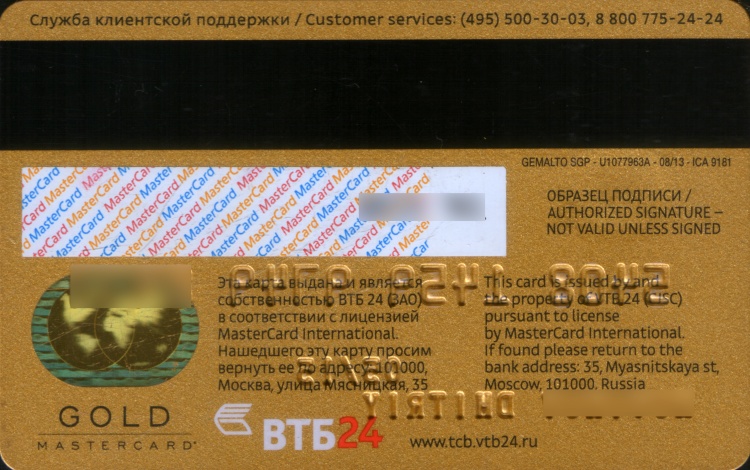 Служба клиентской поддержки / Customer services: (495) 500-30-03, 8 800 775-24-24
GEMALTO SGP - U1077963A - 08/13 - ICA 9181
MasterCard MasterCard MasterCard MasterCard
ОБРАЗЕЦ ПОДПИСИ /
AUTHORIZED SIGNATURE –
NOT VALID UNLESS SIGNED
Эта карта выдана и является
собственностью ВТБ 24 (ЗАО)
в соответствии с лицензией
MasterCard International.
Нашедшего эту карту просим
вернуть ее по адресу: 101000,
Москва, улица Мясницкая, 35
This card is issued by and
the property of VTB 24 (CJSC)
pursuant to license
by MasterCard International.
If found please return to the
bank address: 35, Myasnitskaya st,
Moscow, 101000. Russia
GOLD
MASTERCARD
ВТБ24
www.tcb.vtb24.ru